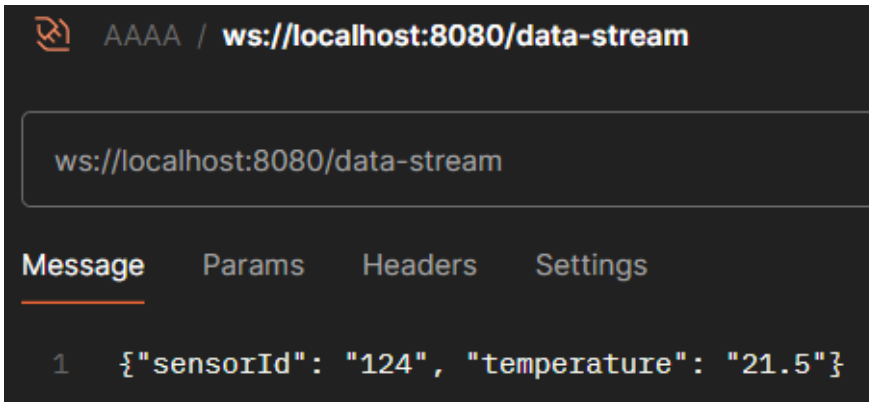 AAAA / ws://localhost:8080/data-stream
ws://localhost:8080/data-stream
Message Params Headers Settings
1 {"sensorId": "124", "temperature": "21.5"}